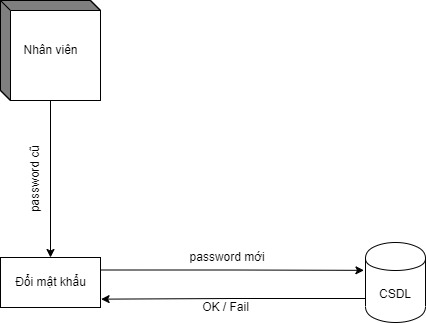 Nhân viên
password cũ
password mới
Đổi mật khẩu
CSDL
OK / Fail